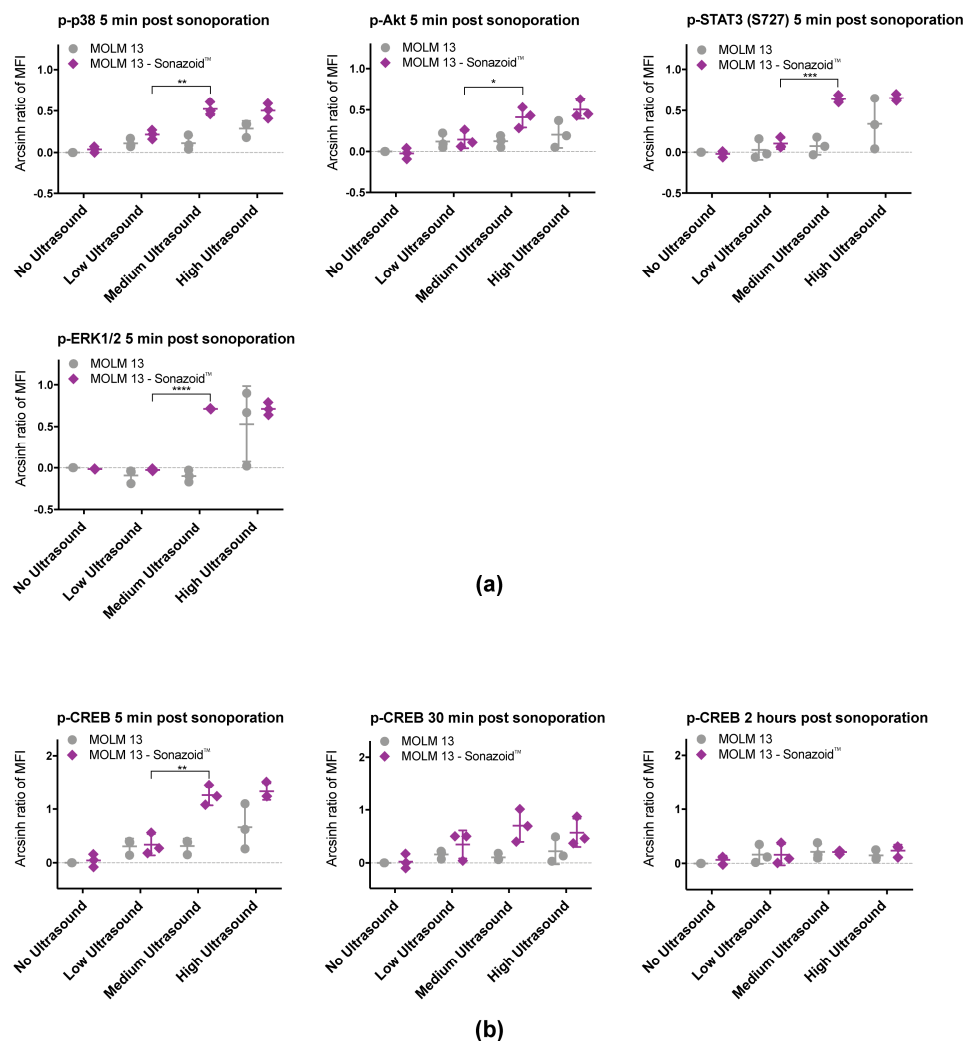 p-p38 5 min post sonoporation
MOLM 13
MOLM 13 - Sonazoid™
Arcsinh ratio of MFI
1.0
0.5
0.0
-0.5
**
No Ultrasound
Low Ultrasound
Medium Ultrasound
High Ultrasound
p-Akt 5 min post sonoporation
MOLM 13
MOLM 13 - Sonazoid™
Arcsinh ratio of MFI
1.0
0.5
0.0
-0.5
*
No Ultrasound
Low Ultrasound
Medium Ultrasound
High Ultrasound
p-STAT3 (S727) 5 min post sonoporation
MOLM 13
MOLM 13 - Sonazoid™
Arcsinh ratio of MFI
1.0
0.5
0.0
-0.5
***
No Ultrasound
Low Ultrasound
Medium Ultrasound
High Ultrasound
p-ERK1/2 5 min post sonoporation
MOLM 13
MOLM 13 - Sonazoid™
Arcsinh ratio of MFI
1.0
0.5
0.0
-0.5
****
No Ultrasound
Low Ultrasound
Medium Ultrasound
High Ultrasound
(a)
p-CREB 5 min post sonoporation
MOLM 13
MOLM 13 - Sonazoid™
Arcsinh ratio of MFI
2
1
0
**
No Ultrasound
Low Ultrasound
Medium Ultrasound
High Ultrasound
p-CREB 30 min post sonoporation
MOLM 13
MOLM 13 - Sonazoid™
Arcsinh ratio of MFI
2
1
0
No Ultrasound
Low Ultrasound
Medium Ultrasound
High Ultrasound
p-CREB 2 hours post sonoporation
MOLM 13
MOLM 13 - Sonazoid™
Arcsinh ratio of MFI
2
1
0
No Ultrasound
Low Ultrasound
Medium Ultrasound
High Ultrasound
(b)